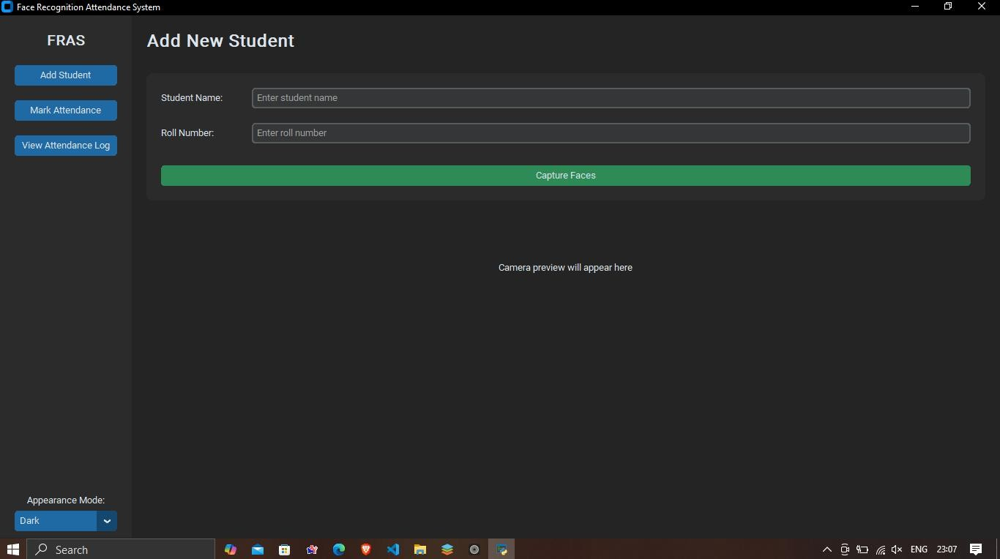 Face Recognition Attendance System
FRAS
Add Student
Mark Attendance
View Attendance Log
Add New Student
Student Name:
Enter student name
Roll Number:
Enter roll number
Capture Faces
Camera preview will appear here
Appearance Mode:
Dark
Search
ENG
23:07